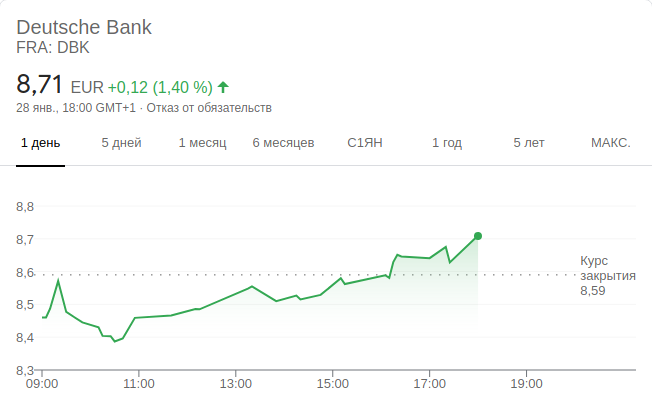 Deutsche Bank
FRA: DBK
8,71 EUR +0,12 (1,40 %)
28 янв., 18:00 GMT+1 · Отказ от обязательств
1 день 5 дней 1 месяц 6 месяцев С1ЯН 1 год 5 лет МАКС.
8,8
8,7
8,6
8,5
8,4
8,3
Курс
закрытия
8,59
09:00 11:00 13:00 15:00 17:00 19:00